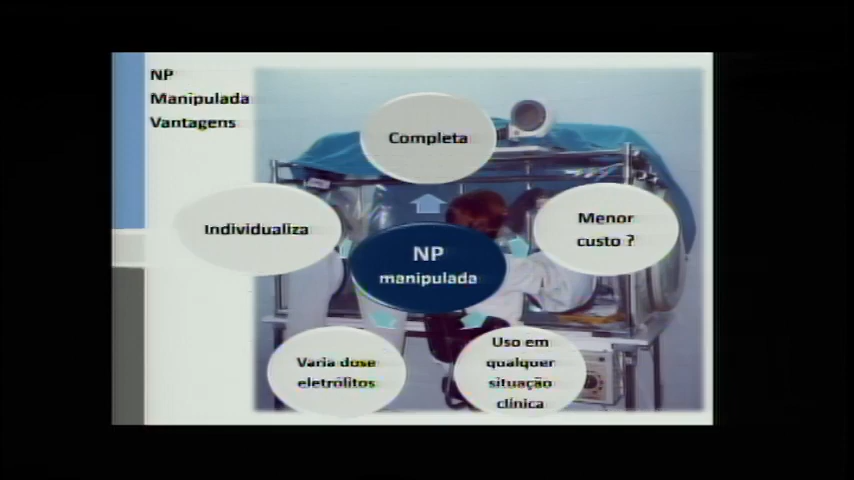 NP
Manipulada
Vantagens
Completa
Individualiza
Menor
custo ?
NP
manipulada
Varia dose
eletrólitos
Uso em
qualquer
situação
clínica